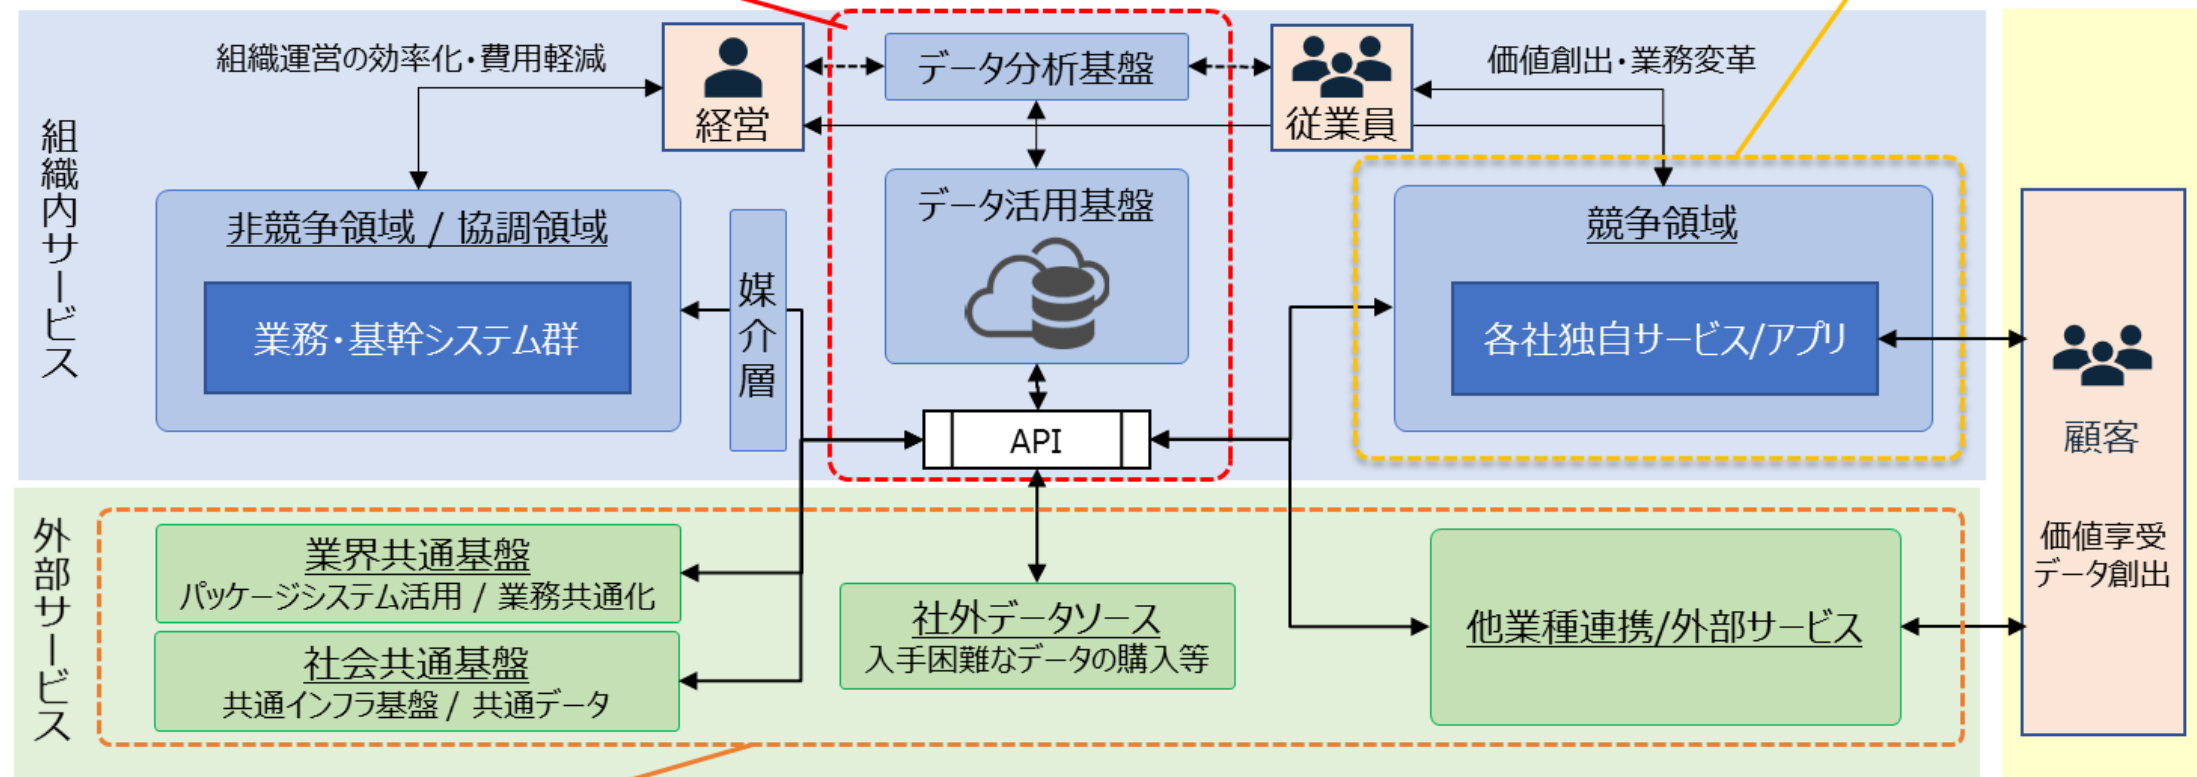 組織内サービス
組織運営の効率化・費用軽減
経営
データ分析基盤
従業員
価値創出・業務変革
非競争領域 / 協調領域
業務・基幹システム群
媒介層
データ活用基盤
API
競争領域
各社独自サービス/アプリ
顧客
価値享受
データ創出
外部サービス
業界共通基盤
パッケージシステム活用 / 業務共通化
社会共通基盤
共通インフラ基盤 / 共通データ
社外データソース
入手困難なデータの購入等
他業種連携/外部サービス